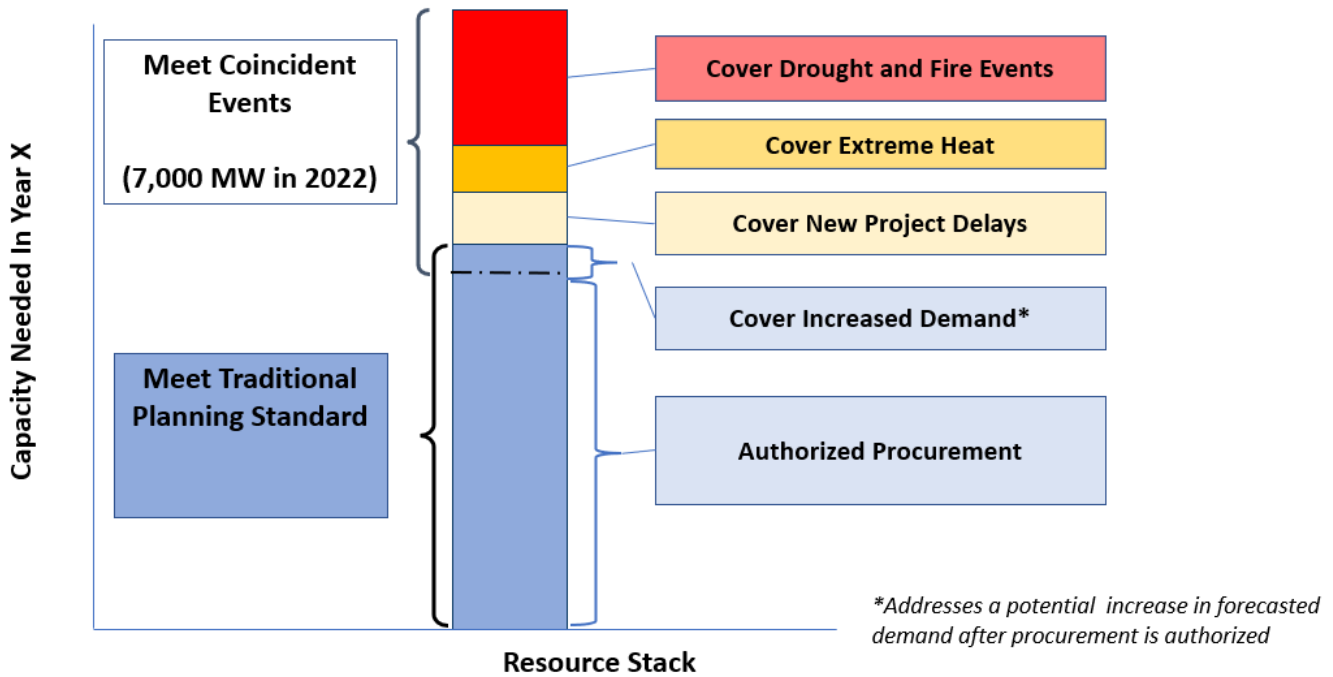 Capacity Needed In Year X
Meet Coincident
Events
(7,000 MW in 2022)
Meet Traditional
Planning Standard
Cover Drought and Fire Events
Cover Extreme Heat
Cover New Project Delays
Cover Increased Demand*
Authorized Procurement
*Addresses a potential increase in forecasted
demand after procurement is authorized
Resource Stack